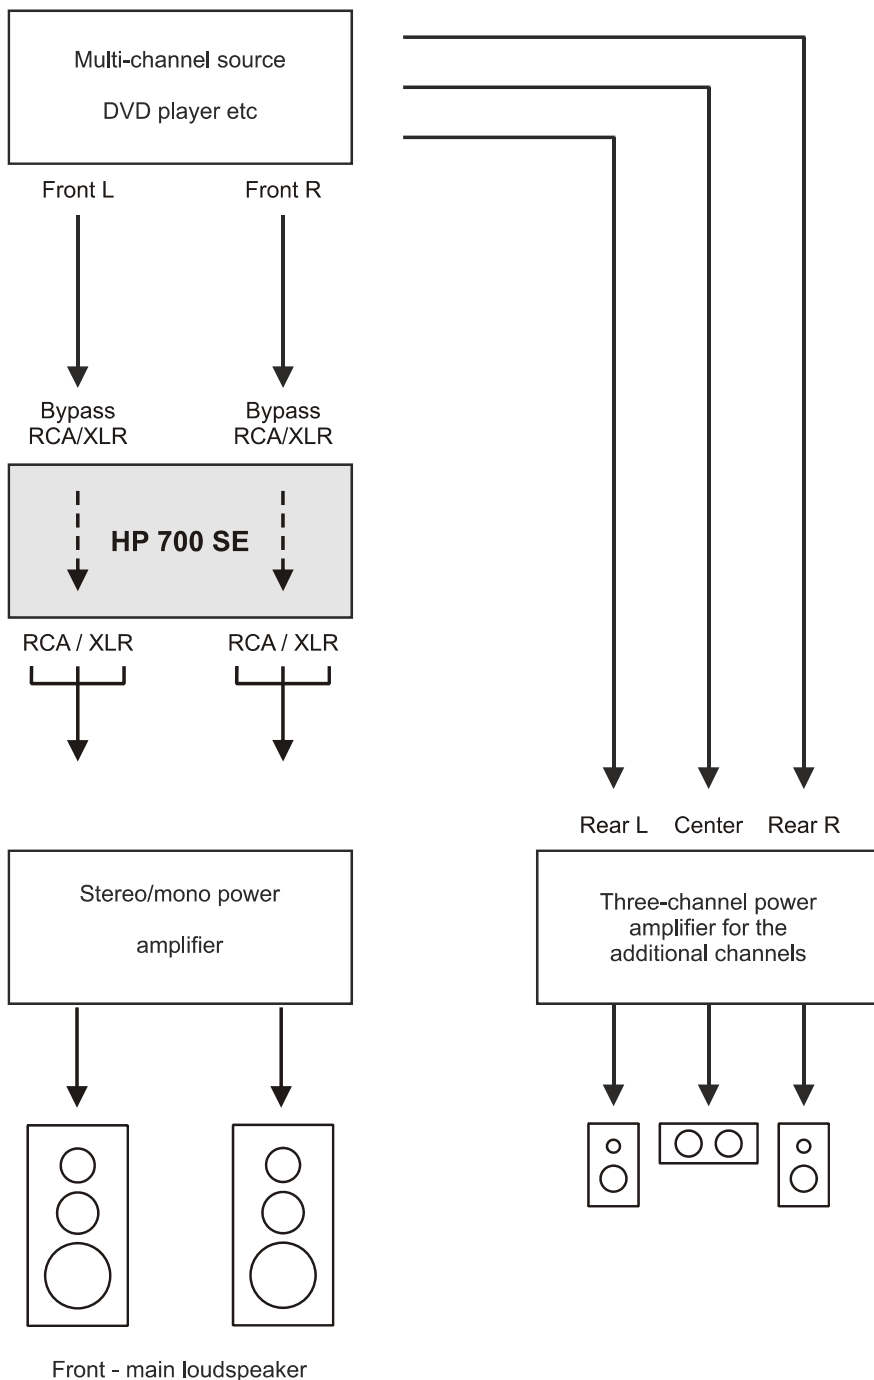 Multi-channel source
DVD player etc
Front L
Front R
Bypass
RCA/XLR
Bypass
RCA/XLR
HP 700 SE
RCA / XLR
RCA / XLR
Rear L
Center
Rear R
Stereo/mono power
amplifier
Three-channel power
amplifier for the
additional channels
Front - main loudspeaker